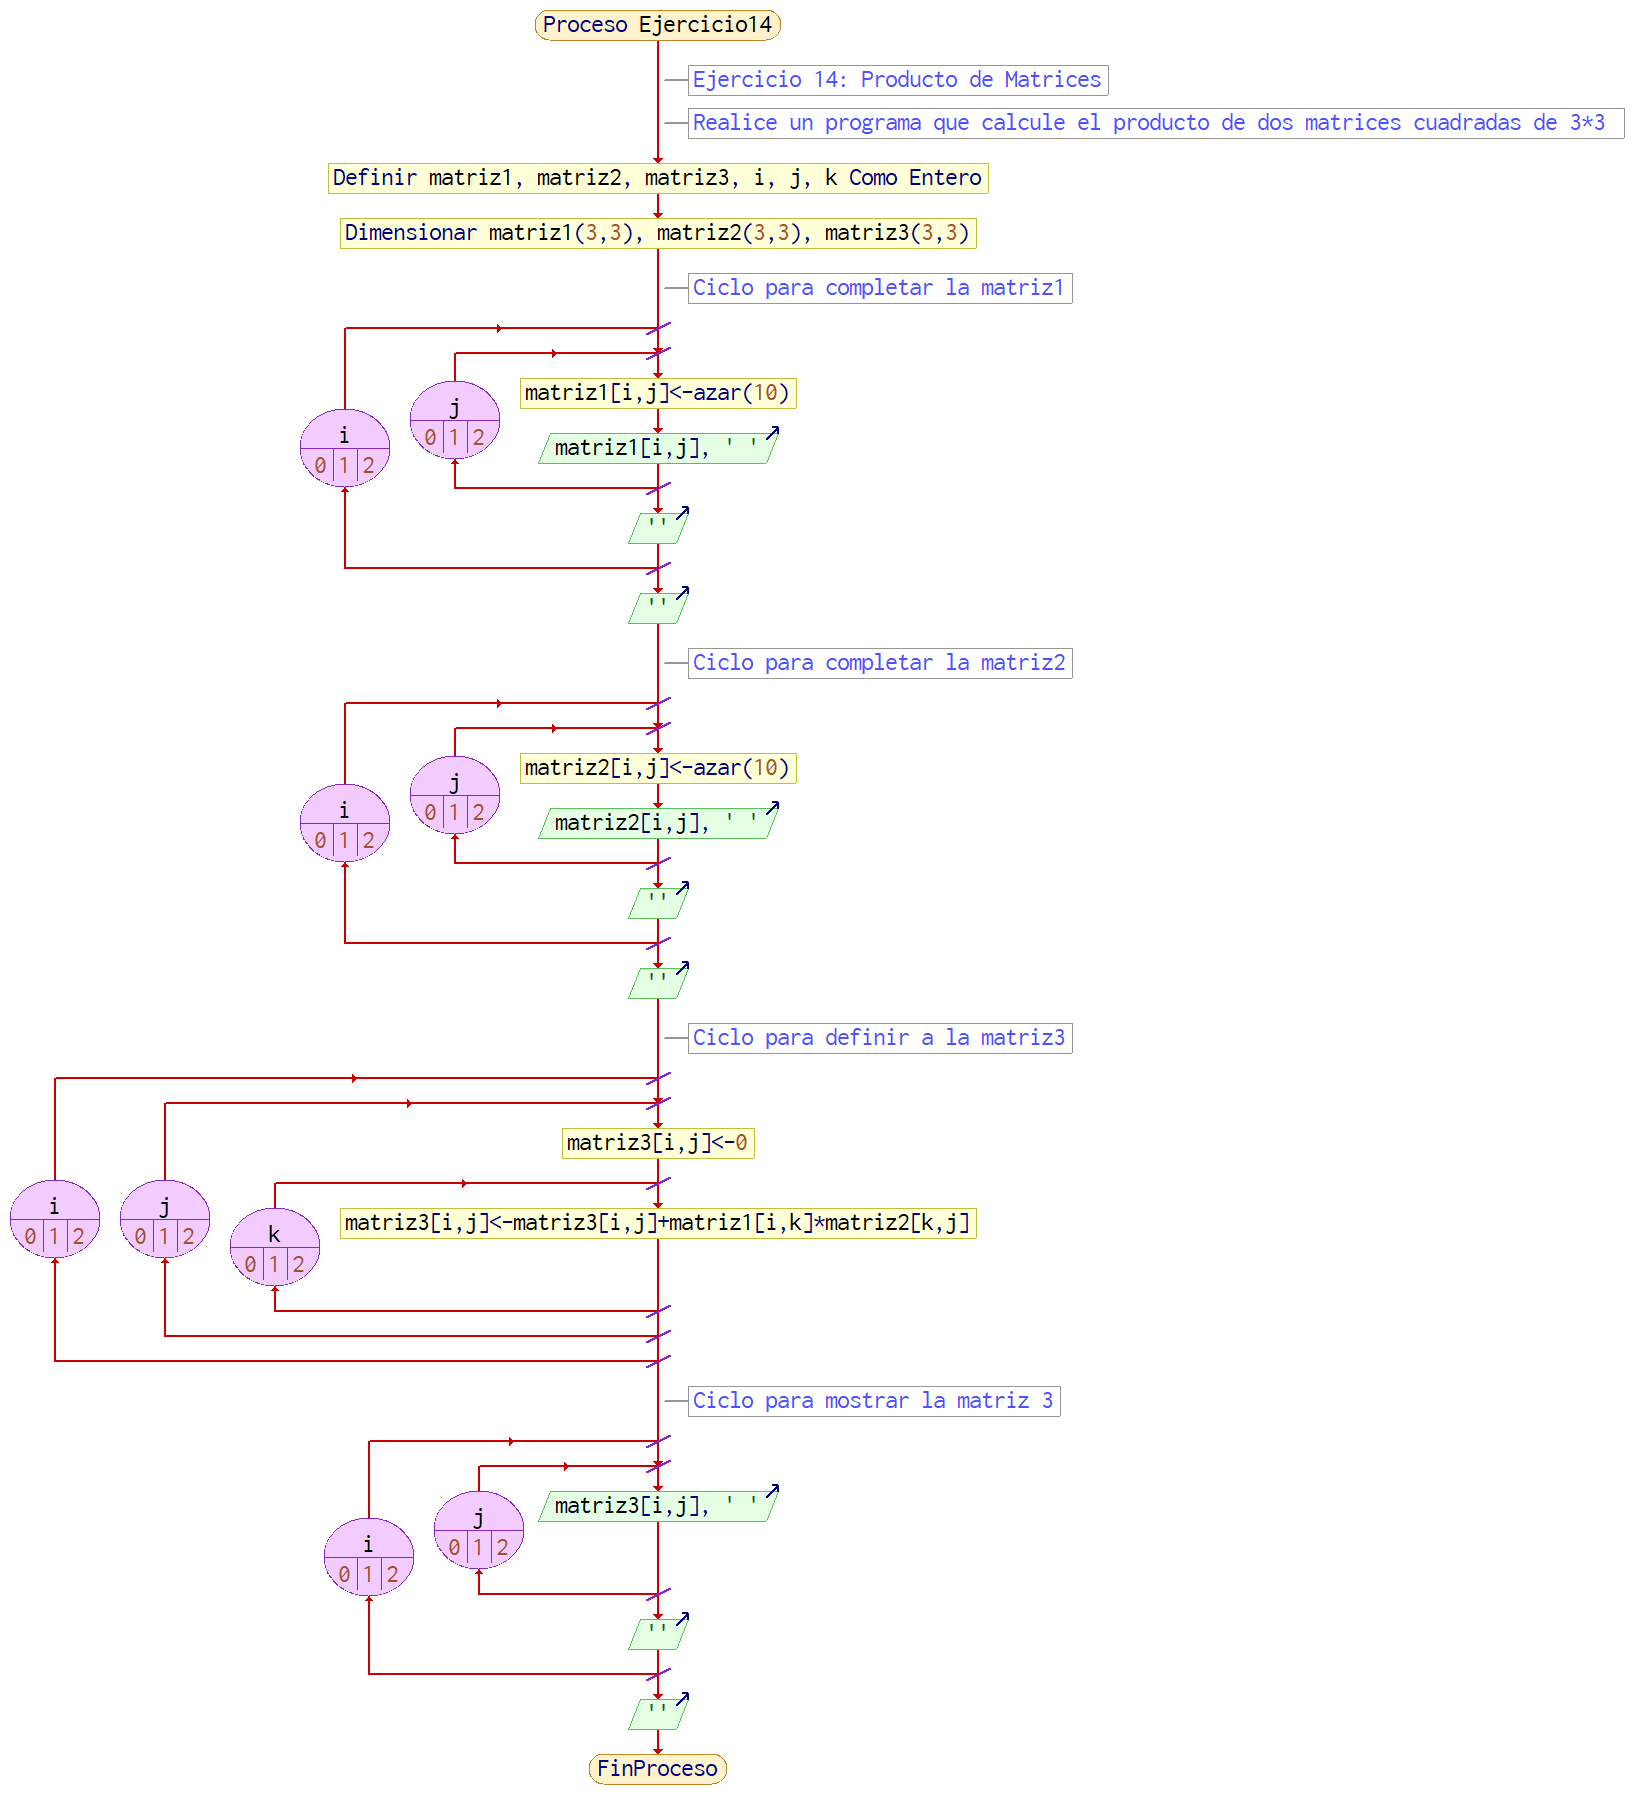 Proceso Ejercicio14
Ejercicio 14: Producto de Matrices
Realice un programa que calcule el producto de dos matrices cuadradas de 3*3
Definir matriz1, matriz2, matriz3, i, j, k Como Entero
Dimensionar matriz1(3,3), matriz2(3,3), matriz3(3,3)
Ciclo para completar la matriz1
i
0 1 2
j
0 1 2
matriz1[i,j]<-azar(10)
matriz1[i,j], ' '
''
''
Ciclo para completar la matriz2
i
0 1 2
j
0 1 2
matriz2[i,j]<-azar(10)
matriz2[i,j], ' '
''
''
Ciclo para definir a la matriz3
i
0 1 2
j
0 1 2
matriz3[i,j]<-0
k
0 1 2
matriz3[i,j]<-matriz3[i,j]+matriz1[i,k]*matriz2[k,j]
Ciclo para mostrar la matriz 3
i
0 1 2
j
0 1 2
matriz3[i,j], ' '
''
''
FinProceso